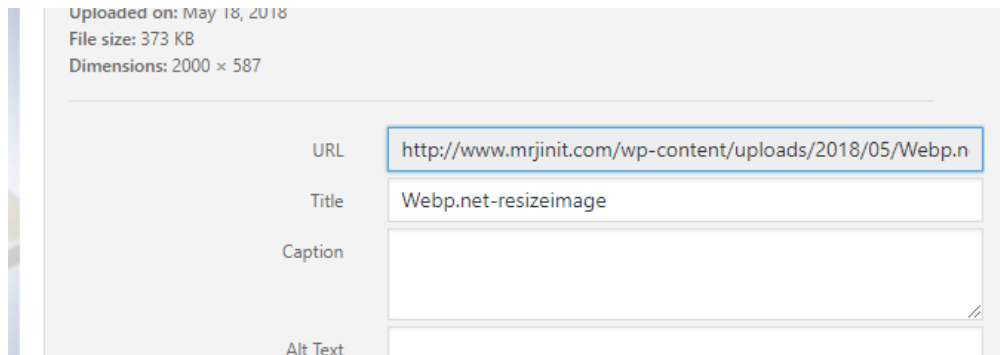 Uploaded on: May 18, 2018
File size: 373 KB
Dimensions: 2000 × 587
URL http://www.mrjinit.com/wp-content/uploads/2018/05/Webp.n
Title Webp.net-resizeimage
Caption
Alt Text